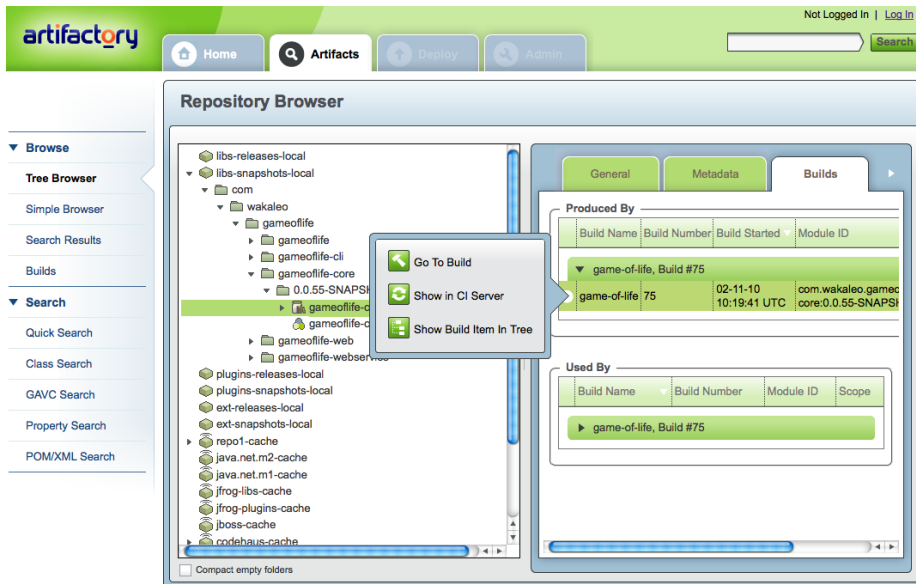 Not Logged In | Log In
artifactory
Home
Artifacts
Deploy
Admin
Search
Repository Browser
Browse
Tree Browser
Simple Browser
Search Results
Builds
Search
Quick Search
Class Search
GAVC Search
Property Search
POM/XML Search
libs-releases-local
libs-snapshots-local
com
wakaleo
gameoflife
gameoflife
gameoflife-cli
gameoflife-core
0.0.55-SNAPSH
gameoflife-c
gameoflife-c
gameoflife-web
gameoflife-webservice
plugins-releases-local
plugins-snapshots-local
ext-releases-local
ext-snapshots-local
repo1-cache
java.net.m2-cache
java.net.m1-cache
jfrog-libs-cache
jfrog-plugins-cache
jboss-cache
codehaus-cache
Compact empty folders
Go To Build
Show in CI Server
Show Build Item In Tree
General
Metadata
Builds
Produced By
Build Name Build Number Build Started Module ID
game-of-life, Build #75
game-of-life 75 02-11-10 com.wakaleo.gameo
10:19:41 UTC core:0.0.55-SNAPSH
Used By
Build Name Build Number Module ID Scope
game-of-life, Build #75